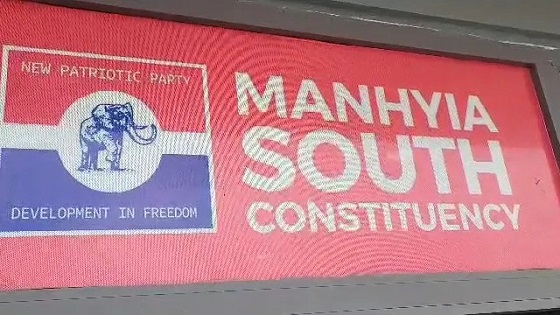 NEW PATRIOTIC PARTY
DEVELOPMENT IN FREEDOM
MANHYIA
SOUTH
CONSTITUENCY